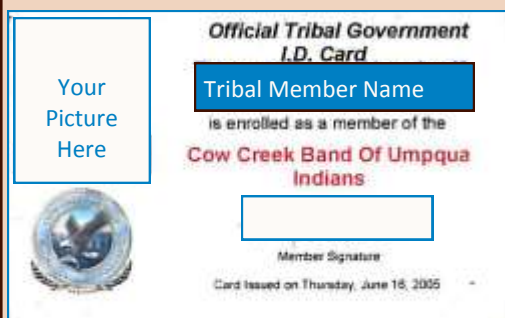 Official Tribal Government
I.D. Card
Your
Picture
Here
Tribal Member Name
is enrolled as a member of the
Cow Creek Band Of Umpqua
Indians
Member Signature
Card Issued on Thursday, June 16, 2005